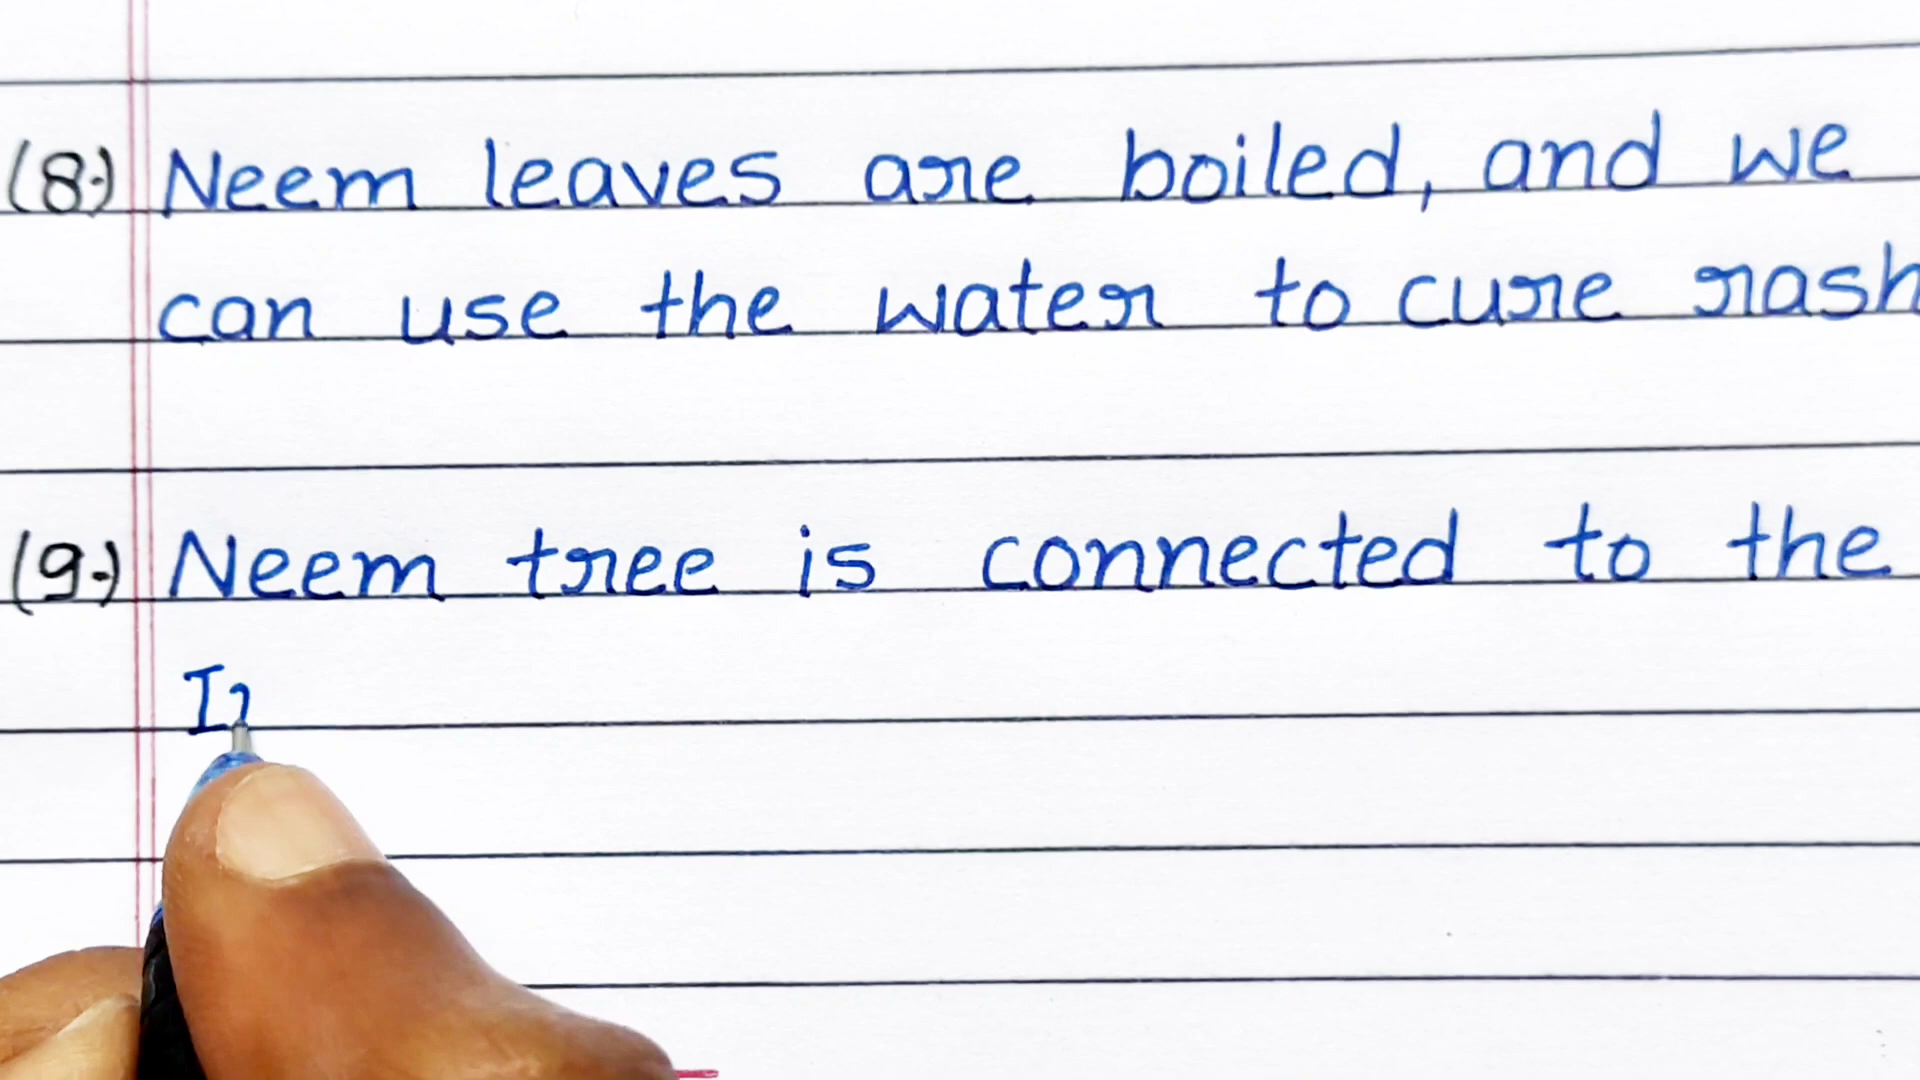 (8.) Neem leaves are boiled, and we
can use the water to cure rash
(9.) Neem tree is connected to the